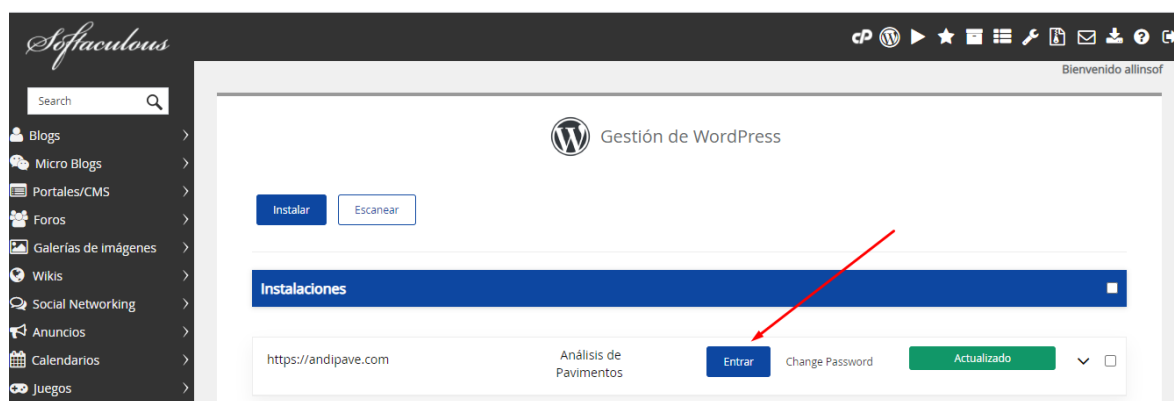 Softaculous
cP
Bienvenido allinsof
Search
Blogs
Micro Blogs
Portales/CMS
Foros
Galerías de imágenes
Wikis
Social Networking
Anuncios
Calendarios
Juegos
Gestión de WordPress
Instalar
Escanear
Instalaciones
https://andipave.com
Análisis de
Pavimentos
Entrar
Change Password
Actualizado